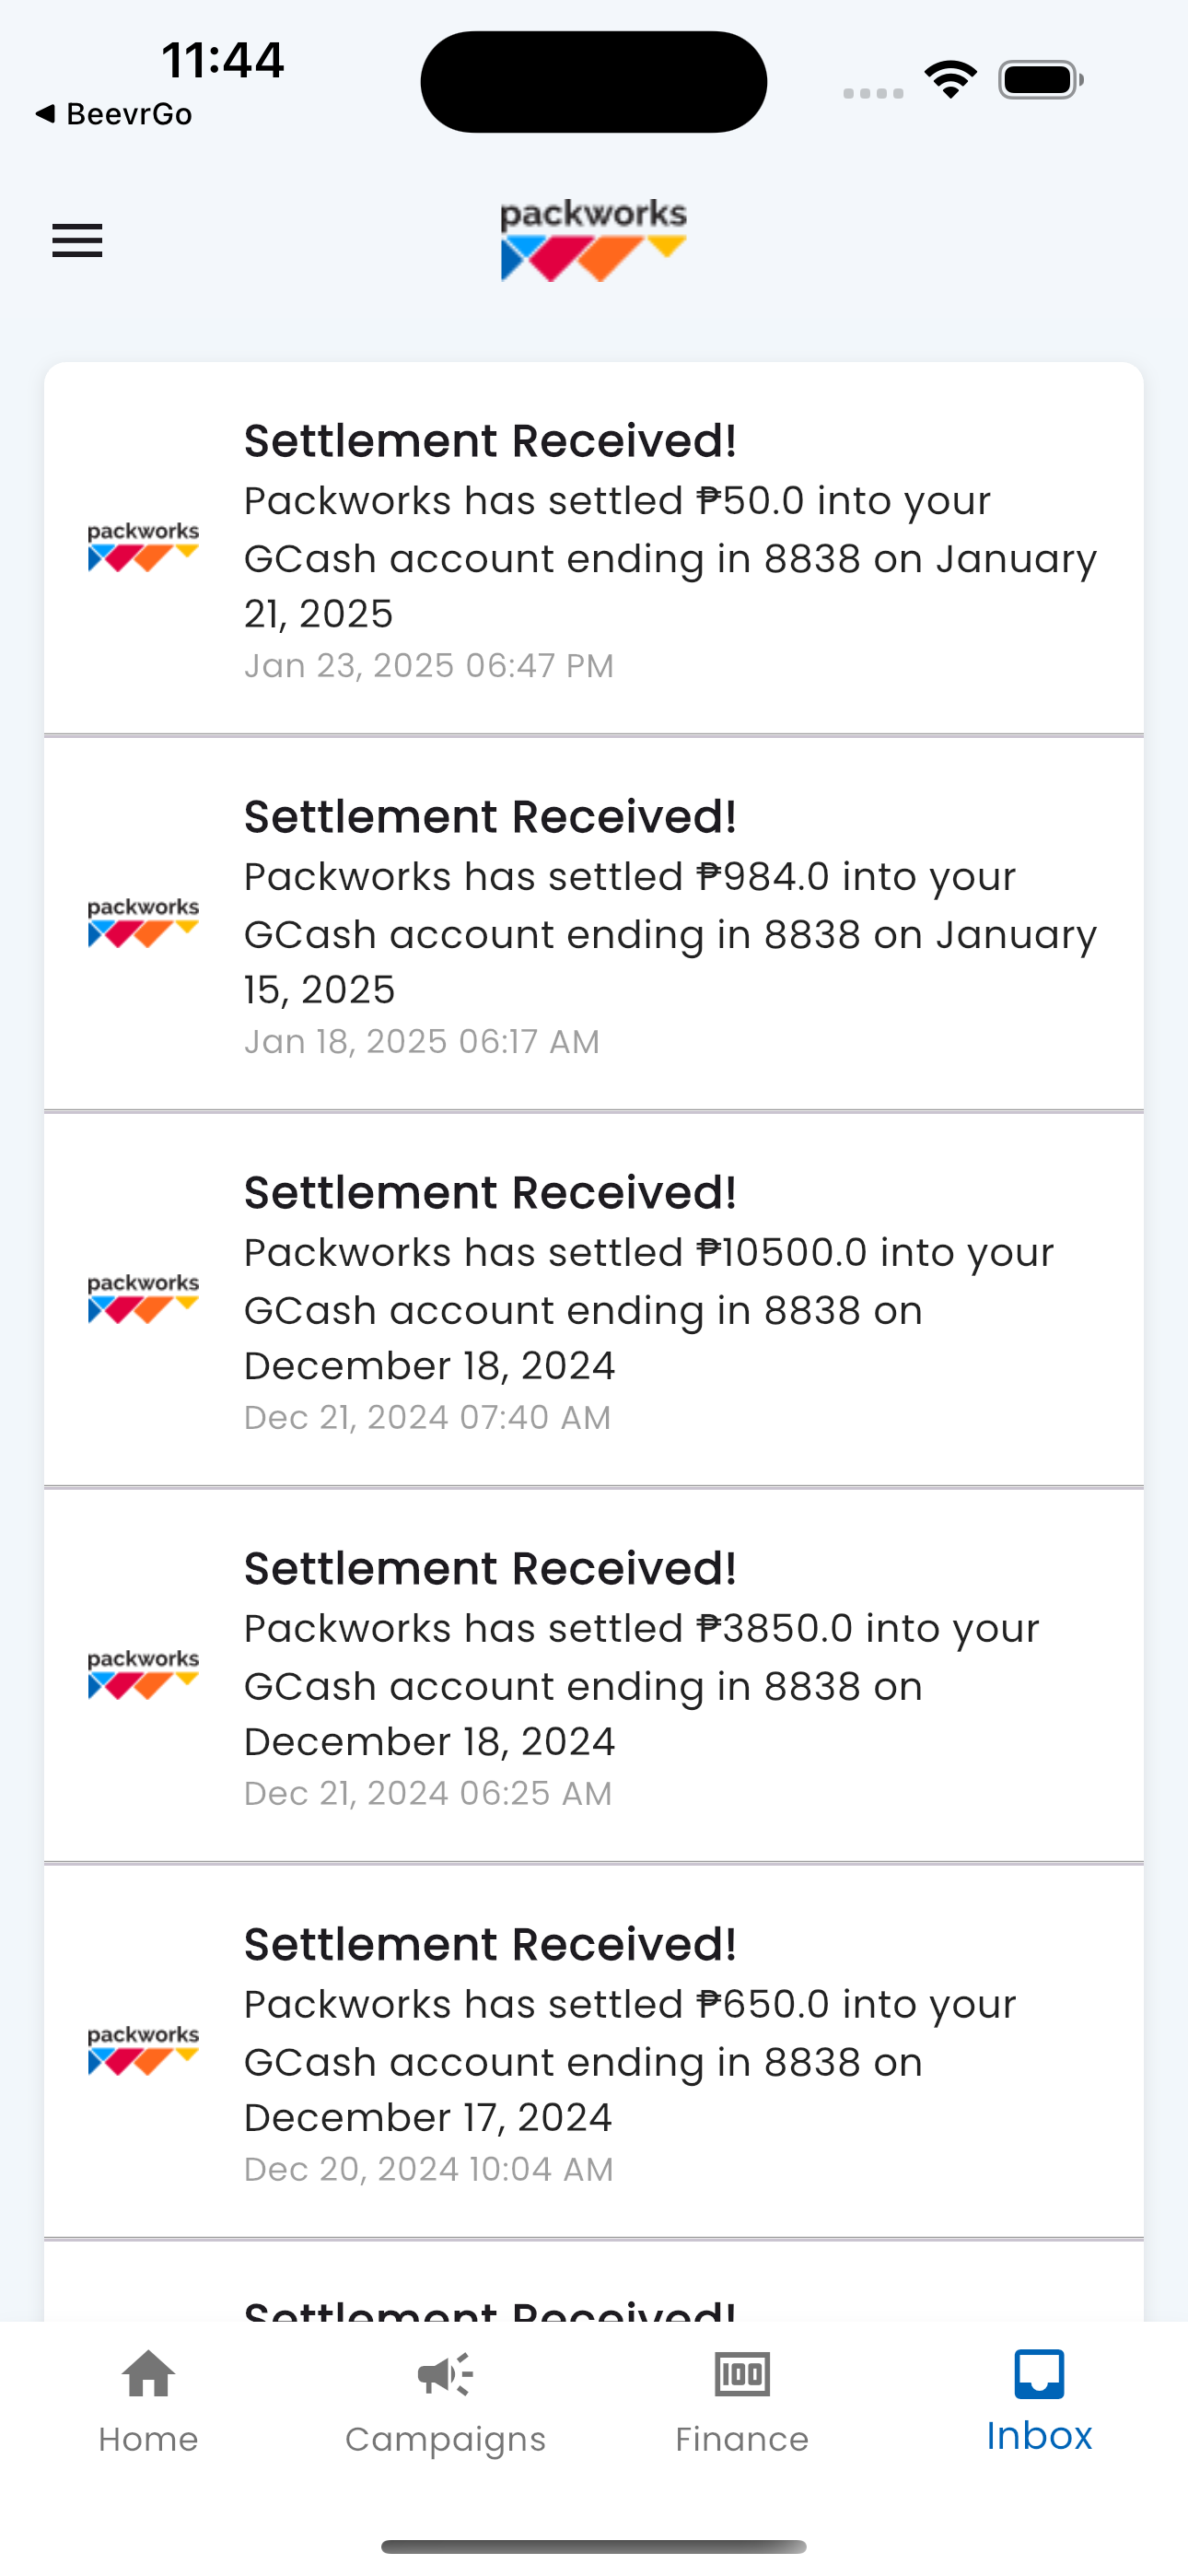 11:44
BeevrGo
packworks
Settlement Received!
packworks
Packworks has settled ₱50.0 into your
GCash account ending in 8838 on January
21, 2025
Jan 23, 2025 06:47 PM
Settlement Received!
packworks
Packworks has settled ₱984.0 into your
GCash account ending in 8838 on January
15, 2025
Jan 18, 2025 06:17 AM
Settlement Received!
packworks
Packworks has settled ₱10500.0 into your
GCash account ending in 8838 on
December 18, 2024
Dec 21, 2024 07:40 AM
Settlement Received!
packworks
Packworks has settled ₱3850.0 into your
GCash account ending in 8838 on
December 18, 2024
Dec 21, 2024 06:25 AM
Settlement Received!
packworks
Packworks has settled ₱650.0 into your
GCash account ending in 8838 on
December 17, 2024
Dec 20, 2024 10:04 AM
Settlement Received!
100
Home
Campaigns
Finance
Inbox